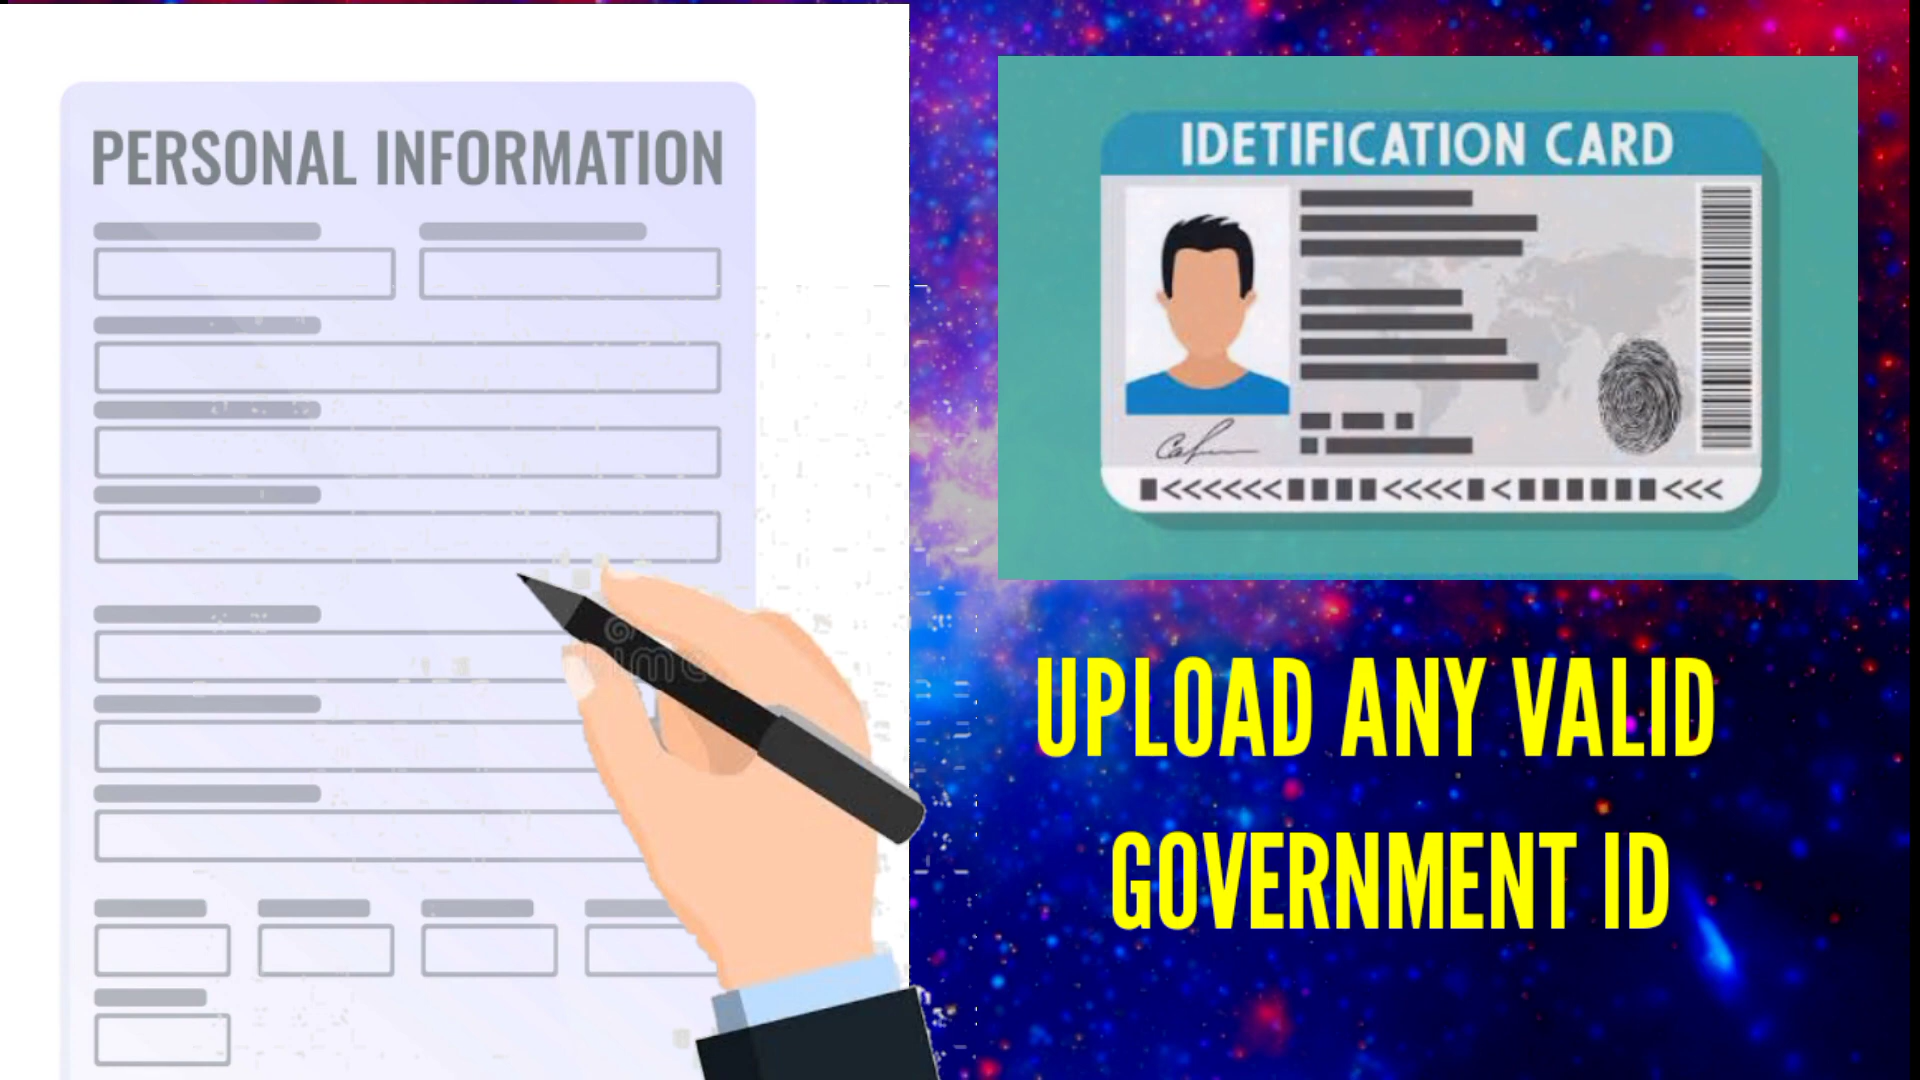 PERSONAL INFORMATION
IDETIFICATION CARD
UPLOAD ANY VALID
GOVERNMENT ID